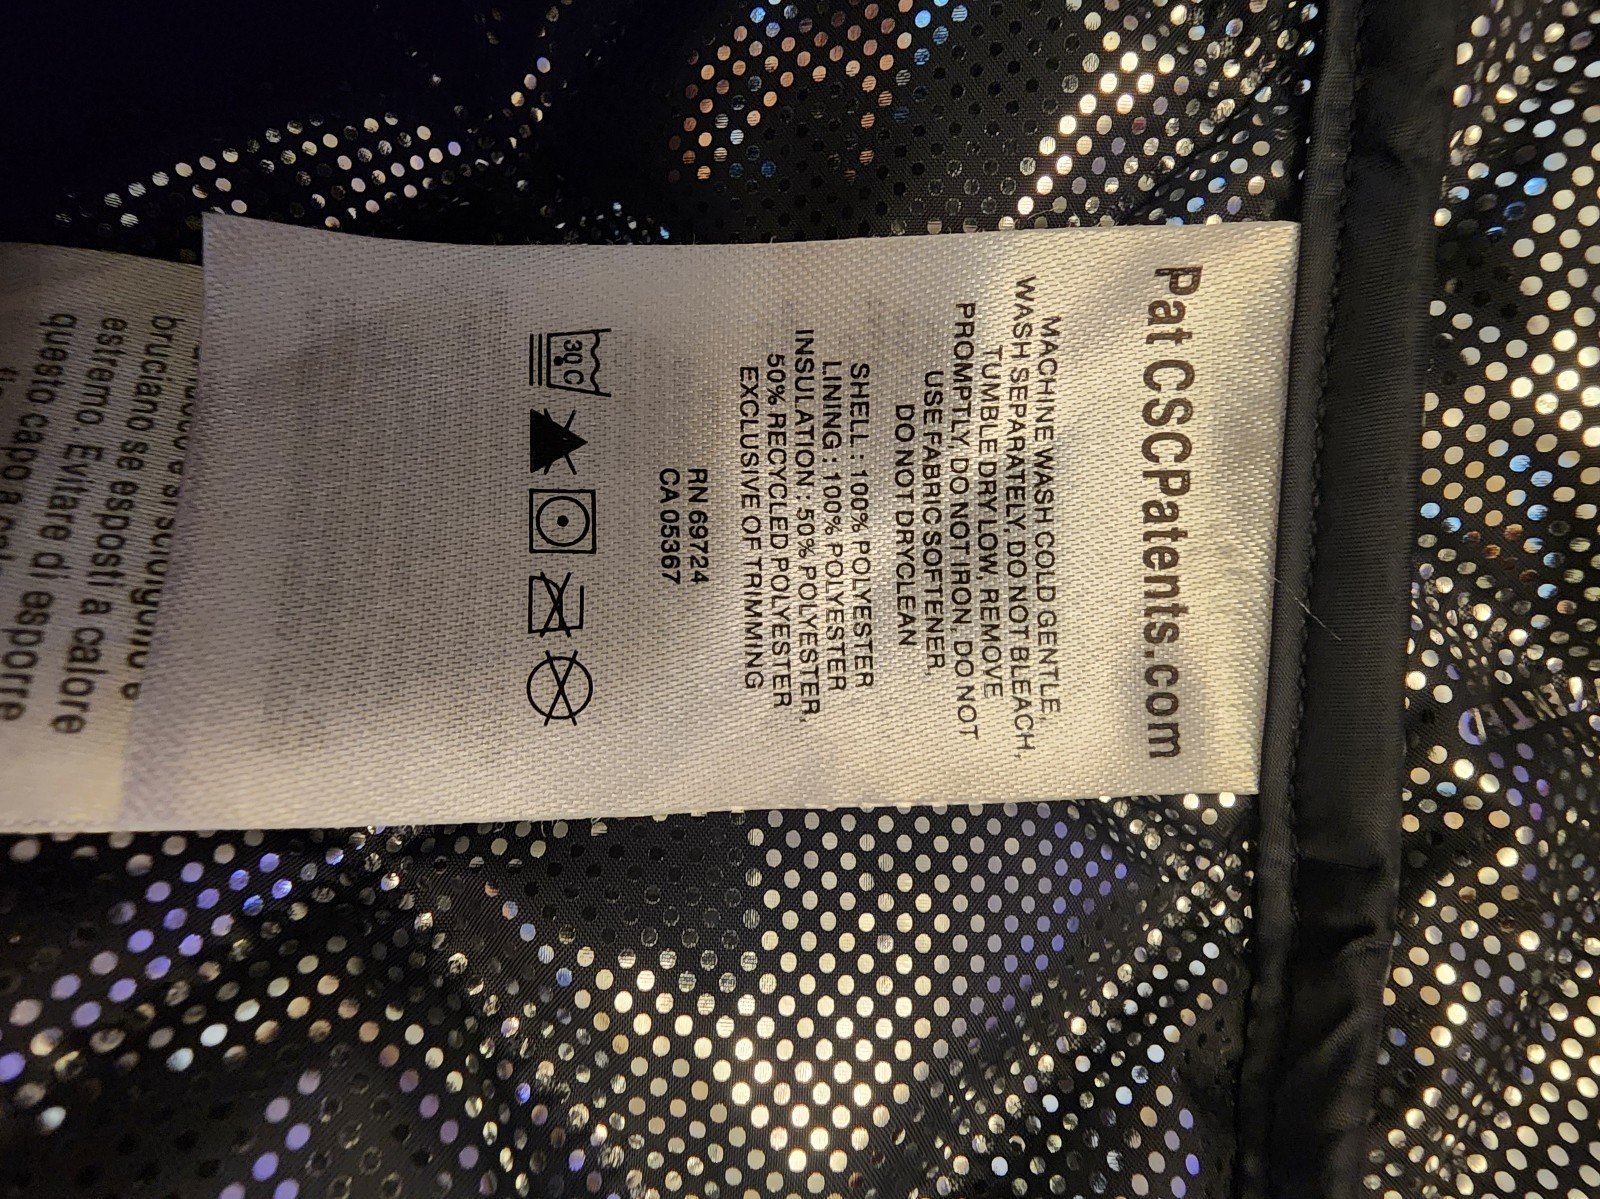 Pat CSCPatents.com
MACHINE WASH COLD GENTLE,
WASH SEPARATELY, DO NOT BLEACH,
TUMBLE DRY LOW, REMOVE
PROMPTLY, DO NOT IRON, DO NOT
USE FABRIC SOFTENER,
DO NOT DRYCLEAN
SHELL : 100% POLYESTER
LINING : 100% POLYESTER
INSULATION : 50% POLYESTER,
50% RECYCLED POLYESTER
EXCLUSIVE OF TRIMMING
RN 69724
CA 05367
30°C
bruciano se esposti a calore
estremo Evitare di esporre
questo capo a